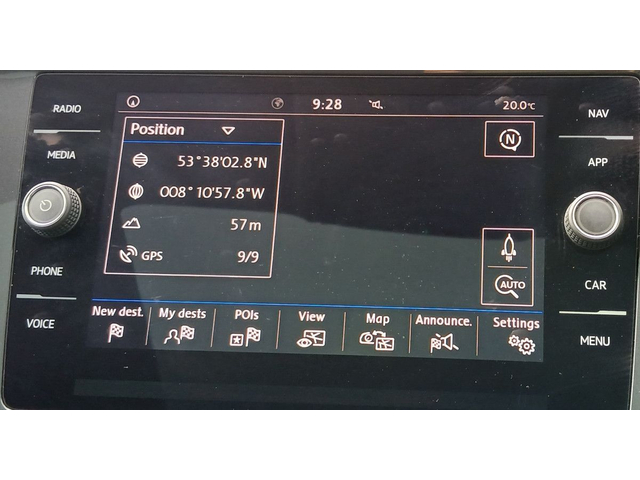 RADIO
MEDIA
PHONE
VOICE
9:28
20.0°C
Position
53°38'02.8"N
008°10'57.8"W
57m
GPS 9/9
N
AUTO
New dest.
My dests
POIs
View
Map
Announce.
Settings
NAV
APP
CAR
MENU